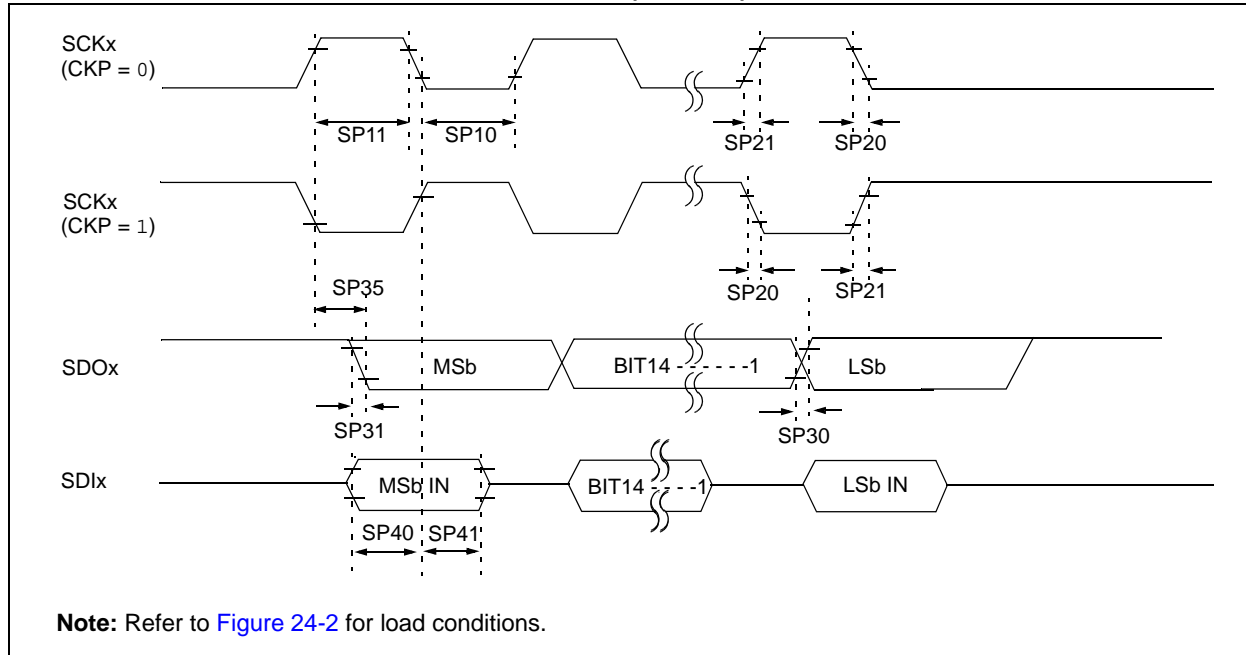 SCKx
(CKP = 0)
SP11
SP10
SP21
SP20
SCKx
(CKP = 1)
SP35
SP20
SP21
SDOx
MSb
BIT14 - - - - - -1
LSb
SP31
SP30
SDIx
MSb IN
BIT14 - - - -1
LSb IN
SP40
SP41
Note: Refer to Figure 24-2 for load conditions.